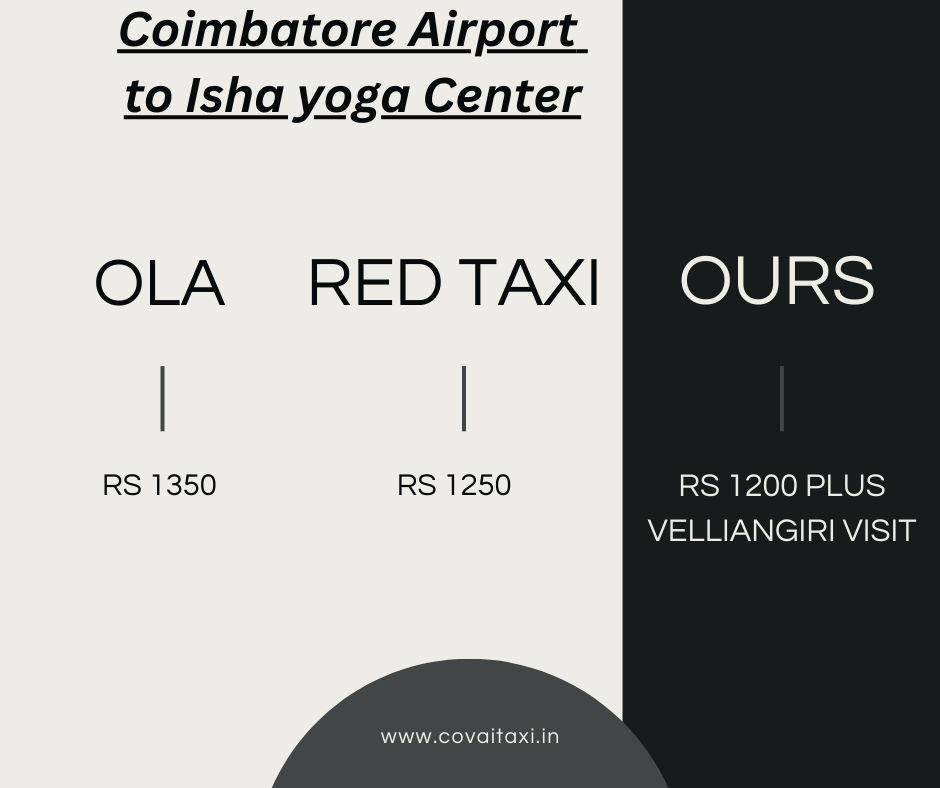 Coimbatore Airport
to Isha yoga Center
OLA
RED TAXI
OURS
RS 1350
RS 1250
RS 1200 PLUS
VELLIANGIRI VISIT
www.covaitaxi.in